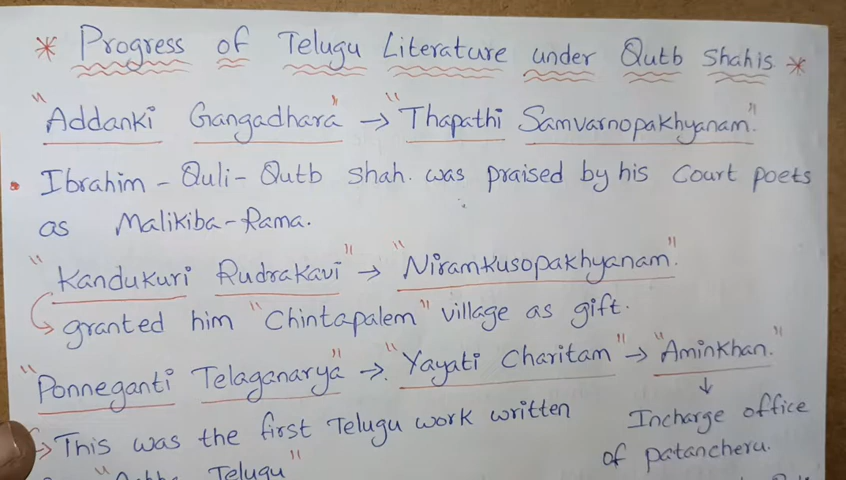 * Progress of Telugu Literature under Qutb Shahis *
"Addanki Gangadhara" → "Thapathi Samvarnopakhyanam".
• Ibrahim - Quli - Qutb Shah. was praised by his Court poets
as Malikiba-Rama.
"Kandukuri Rudrakavi" → "Niramkusopakhyanam".
granted him "Chintapalem" village as gift.
"Ponneganti Telaganarya" → "Yayati Charitam" → "Aminkhan."
↓
→ This was the first Telugu work written
Incharge office
of patancheru.
Telugu"